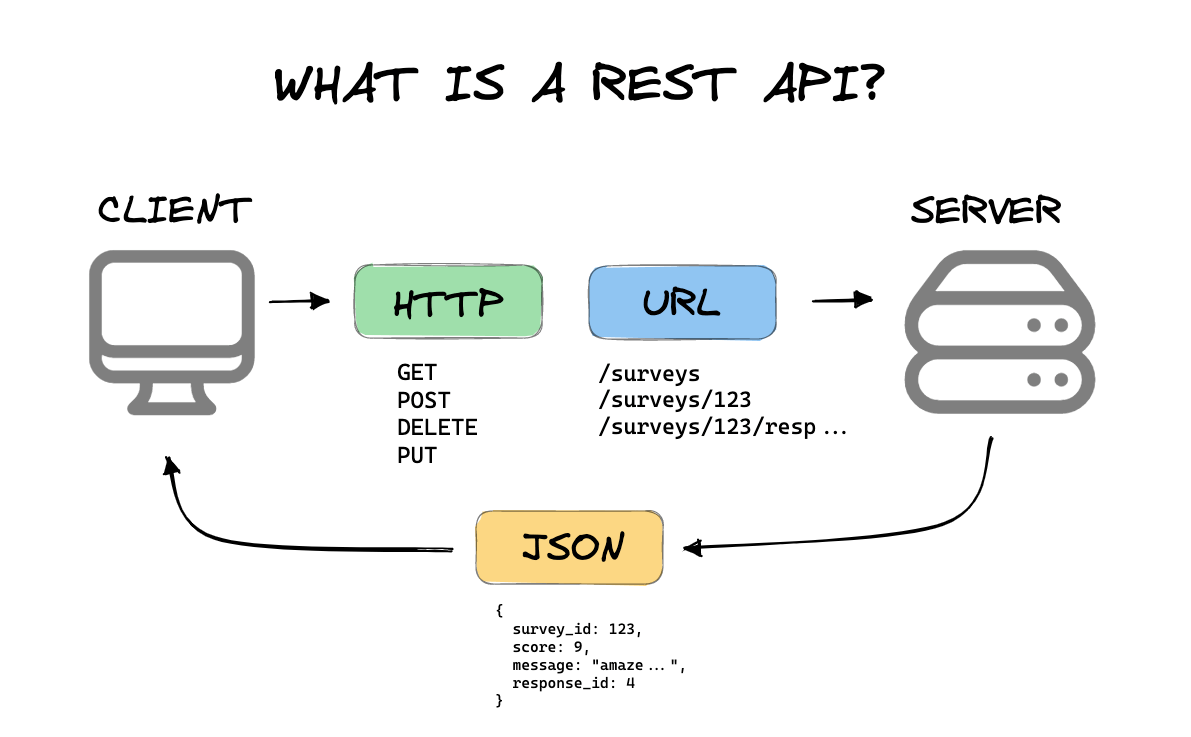 WHAT IS A REST API?
CLIENT
SERVER
HTTP
URL
GET
POST
DELETE
PUT
/surveys
/surveys/123
/surveys/123/resp...
JSON
{
  survey_id: 123,
  score: 9,
  message: "amaze...",
  response_id: 4
}